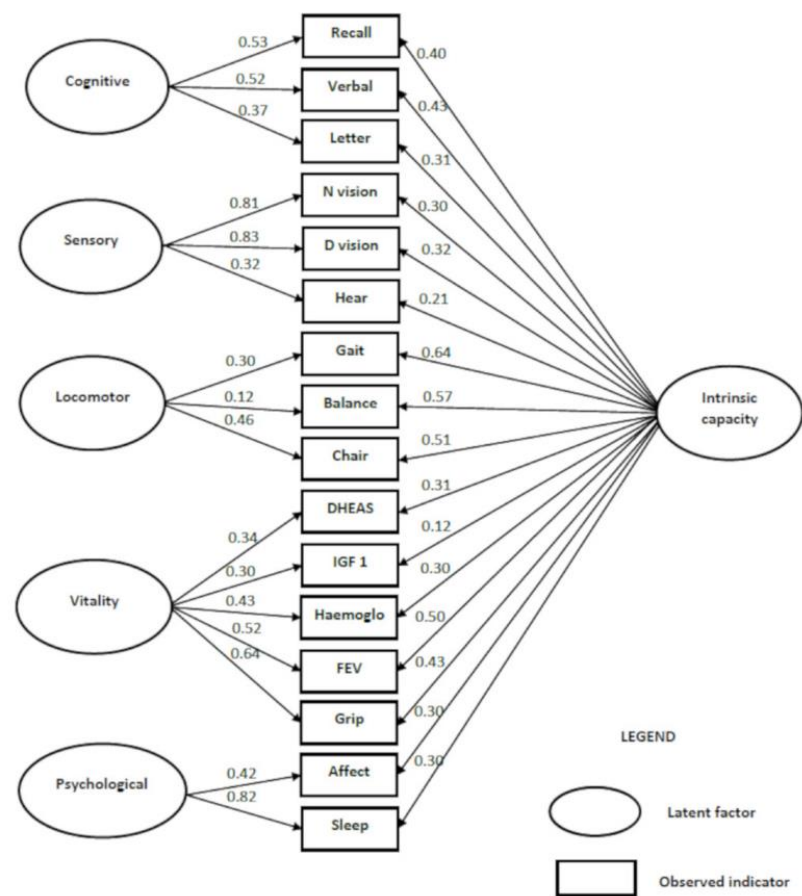 Recall
0.53
0.40
Cognitive
0.52
Verbal
0.43
0.37
Letter
0.31
N vision
0.81
0.30
Sensory
0.83
D vision
0.32
0.32
Hear
0.21
Gait
0.30
0.64
Locomotor
0.12
Balance
0.57
Intrinsic
capacity
0.46
Chair
0.51
DHEAS
0.31
0.34
0.12
IGF 1
0.30
0.30
Vitality
0.43
Haemoglo
0.50
0.52
FEV
0.43
0.64
Grip
0.30
LEGEND
Affect
0.30
Psychological
0.42
0.82
Sleep
Latent factor
Observed indicator